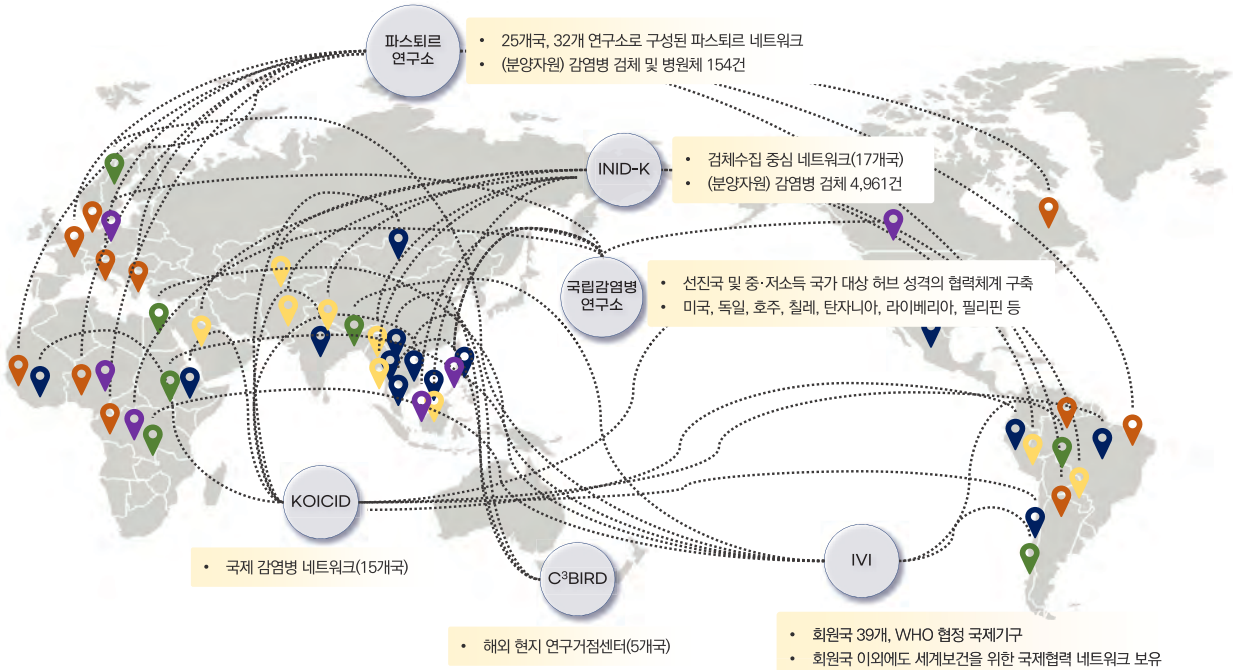 파스퇴르
연구소
• 25개국, 32개 연구소로 구성된 파스퇴르 네트워크
• (분양자원) 감염병 검체 및 병원체 154건
INID-K
• 검체수집 중심 네트워크(17개국)
• (분양자원) 감염병 검체 4,961건
국립감염병
연구소
• 선진국 및 중·저소득 국가 대상 허브 성격의 협력체계 구축
• 미국, 독일, 호주, 칠레, 탄자니아, 라이베리아, 필리핀 등
KOICID
• 국제 감염병 네트워크(15개국)
C³BIRD
• 해외 현지 연구거점센터(5개국)
IVI
• 회원국 39개, WHO 협정 국제기구
• 회원국 이외에도 세계보건을 위한 국제협력 네트워크 보유